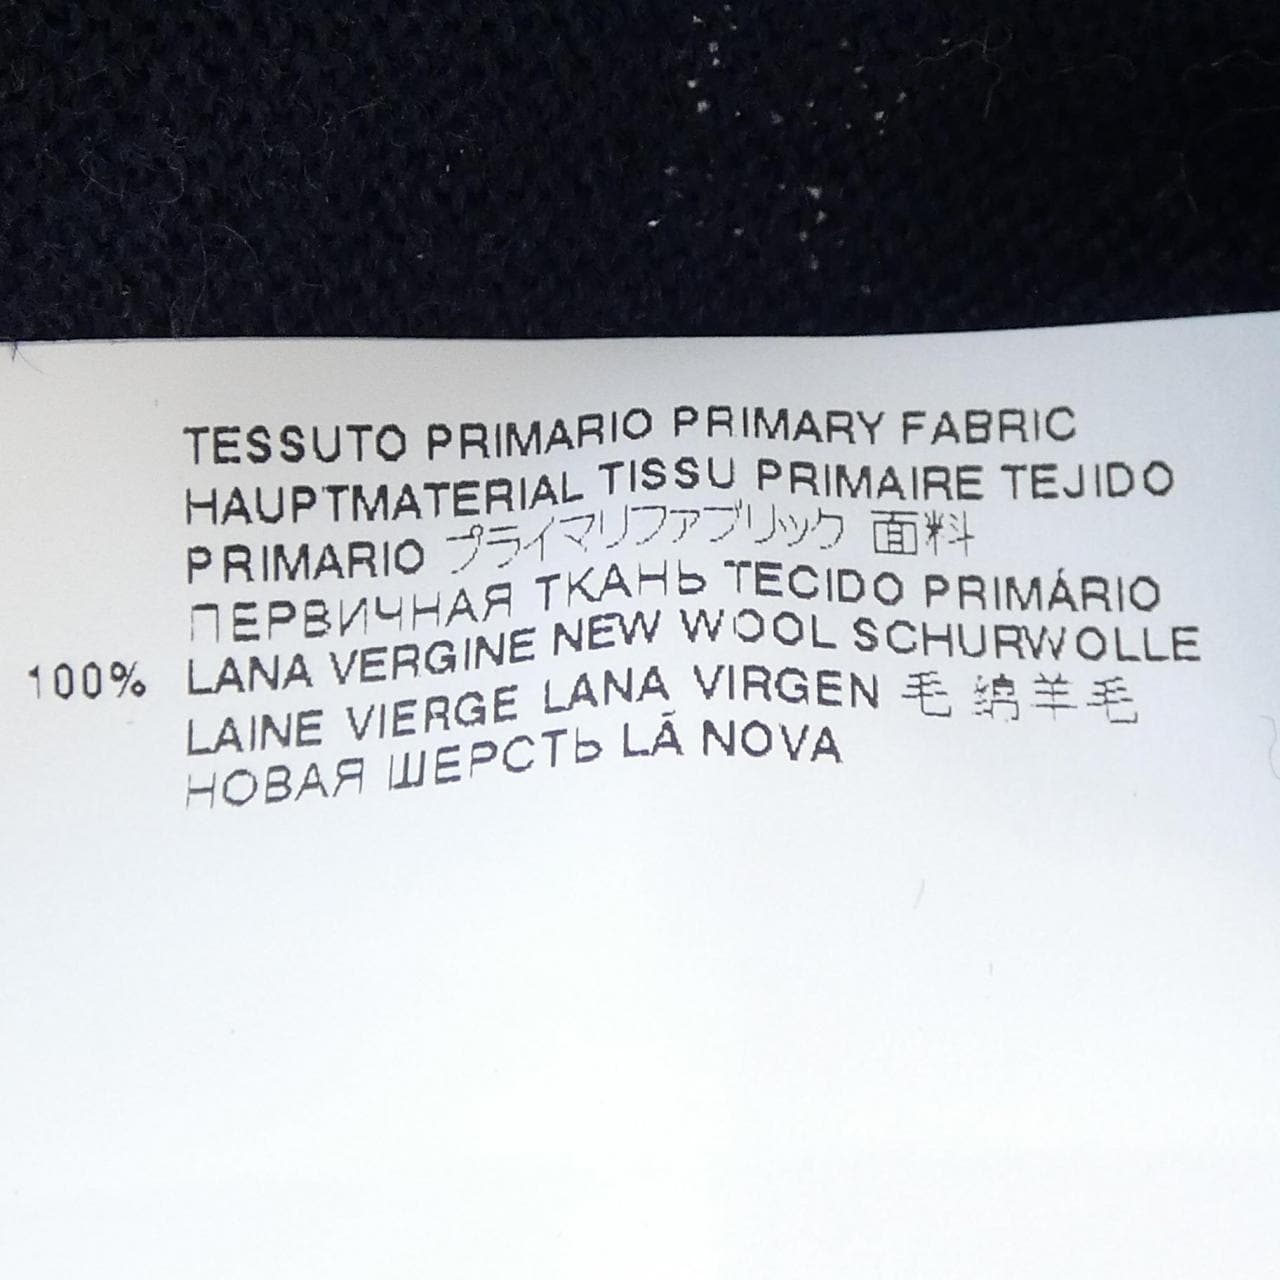 TESSUTO PRIMARIO PRIMARY FABRIC
HAUPTMATERIAL TISSU PRIMAIRE TEJIDO
PRIMARIO プライマリファブリック 面料
ПЕРВИЧНАЯ ТКАНЬ TECIDO PRIMÁRIO
100% LANA VERGINE NEW WOOL SCHURWOLLE
LAINE VIERGE LANA VIRGEN 毛 绵羊毛
НОВАЯ ШЕРСТЬ LÃ NOVA